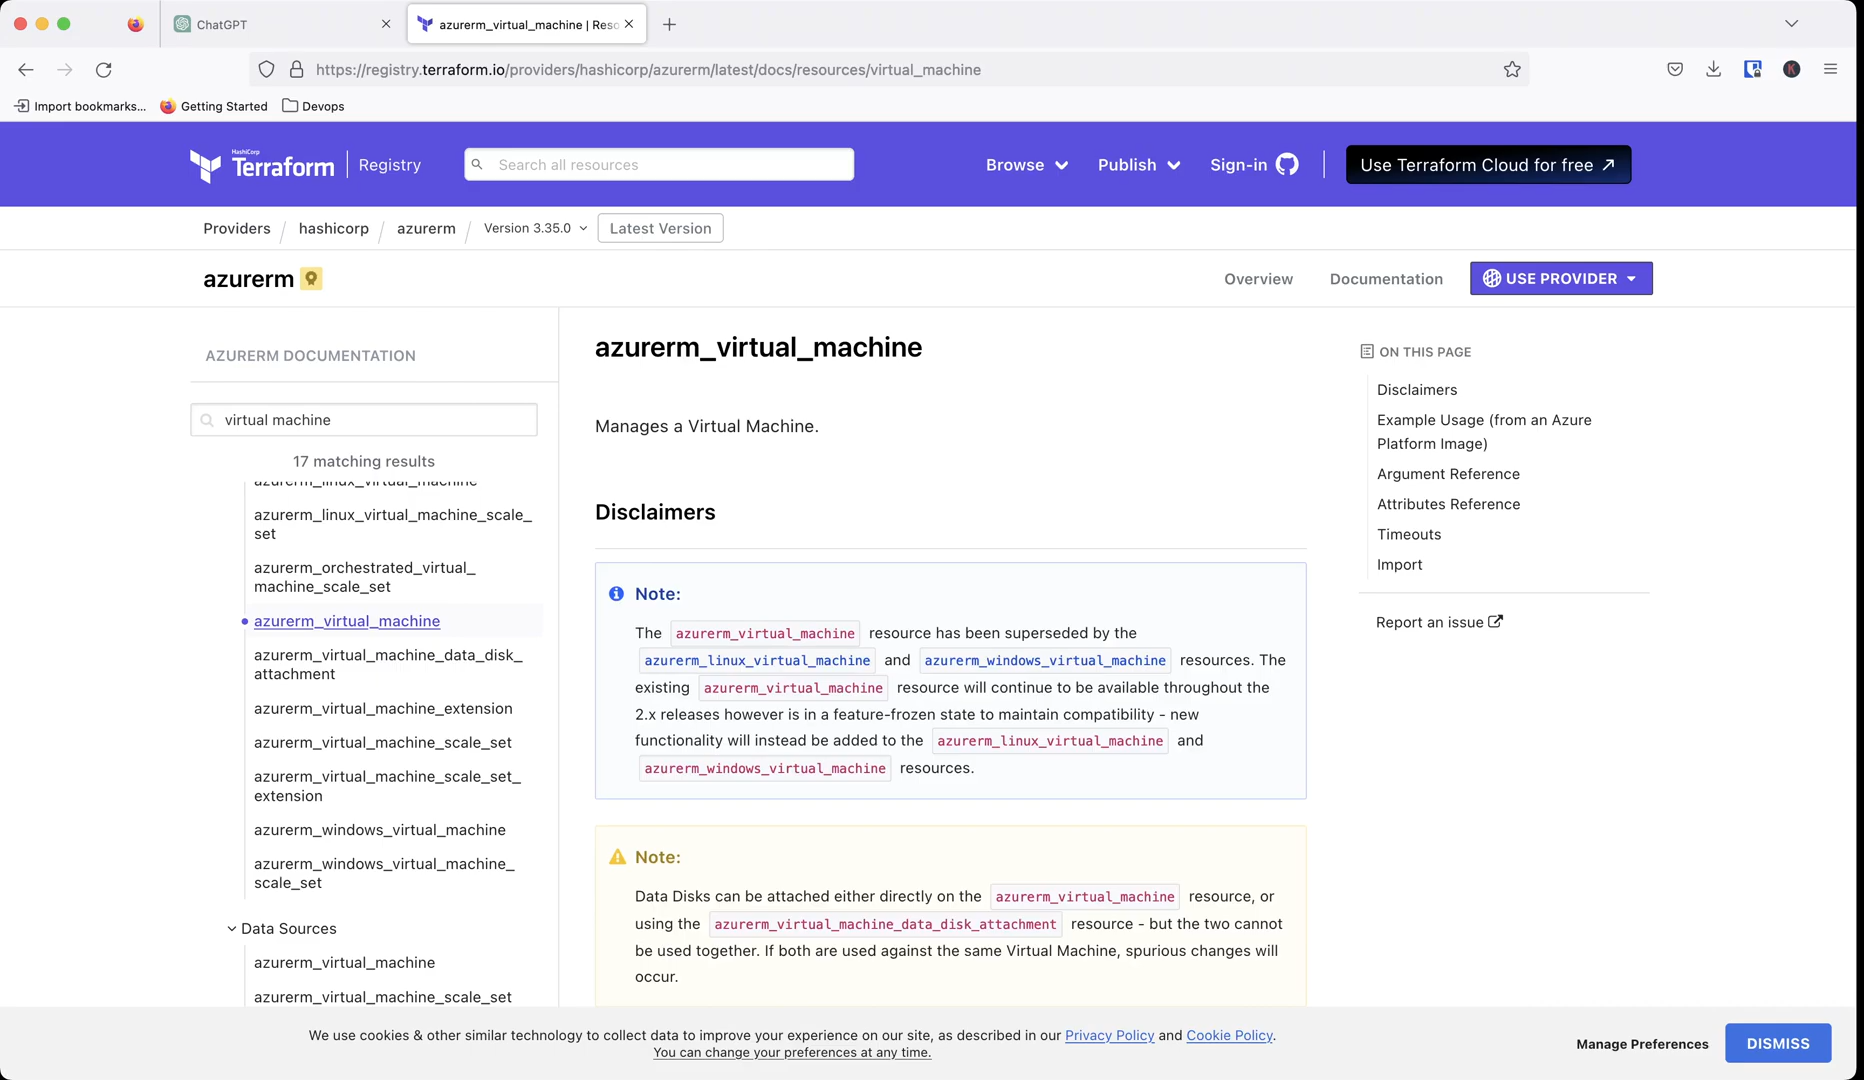 ChatGPT
azurerm_virtual_machine | Reso
https://registry.terraform.io/providers/hashicorp/azurerm/latest/docs/resources/virtual_machine
Import bookmarks...
Getting Started
Devops
HashiCorp
Terraform
Registry
Search all resources
Browse
Publish
Sign-in
Use Terraform Cloud for free
Providers / hashicorp / azurerm / Version 3.35.0
Latest Version
azurerm
Overview
Documentation
USE PROVIDER
AZURERM DOCUMENTATION
virtual machine
17 matching results
azurerm_linux_virtual_machine
azurerm_linux_virtual_machine_scale_
set
azurerm_orchestrated_virtual_
machine_scale_set
azurerm_virtual_machine
azurerm_virtual_machine_data_disk_
attachment
azurerm_virtual_machine_extension
azurerm_virtual_machine_scale_set
azurerm_virtual_machine_scale_set_
extension
azurerm_windows_virtual_machine
azurerm_windows_virtual_machine_
scale_set
Data Sources
azurerm_virtual_machine
azurerm_virtual_machine_scale_set
azurerm_virtual_machine
Manages a Virtual Machine.
Disclaimers
Note:
The azurerm_virtual_machine resource has been superseded by the
azurerm_linux_virtual_machine and azurerm_windows_virtual_machine resources. The
existing azurerm_virtual_machine resource will continue to be available throughout the
2.x releases however is in a feature-frozen state to maintain compatibility - new
functionality will instead be added to the azurerm_linux_virtual_machine and
azurerm_windows_virtual_machine resources.
Note:
Data Disks can be attached either directly on the azurerm_virtual_machine resource, or
using the azurerm_virtual_machine_data_disk_attachment resource - but the two cannot
be used together. If both are used against the same Virtual Machine, spurious changes will
occur.
ON THIS PAGE
Disclaimers
Example Usage (from an Azure
Platform Image)
Argument Reference
Attributes Reference
Timeouts
Import
Report an issue
We use cookies & other similar technology to collect data to improve your experience on our site, as described in our Privacy Policy and Cookie Policy.
You can change your preferences at any time.
Manage Preferences
DISMISS
K